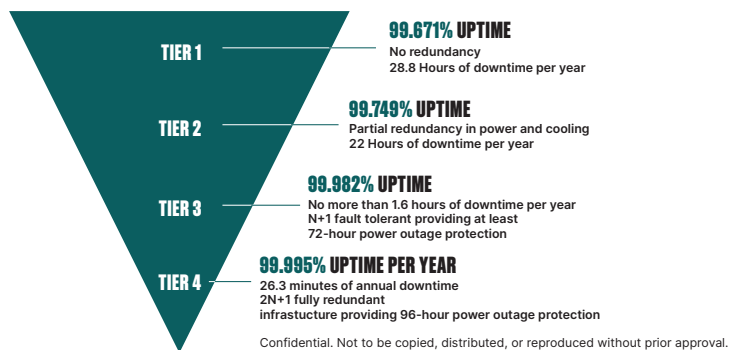 TIER 1
99.671% UPTIME
No redundancy
28.8 Hours of downtime per year
TIER 2
99.749% UPTIME
Partial redundancy in power and cooling
22 Hours of downtime per year
TIER 3
99.982% UPTIME
No more than 1.6 hours of downtime per year
N+1 fault tolerant providing at least
72-hour power outage protection
TIER 4
99.995% UPTIME PER YEAR
26.3 minutes of annual downtime
2N+1 fully redundant
infrastucture providing 96-hour power outage protection
Confidential. Not to be copied, distributed, or reproduced without prior approval.